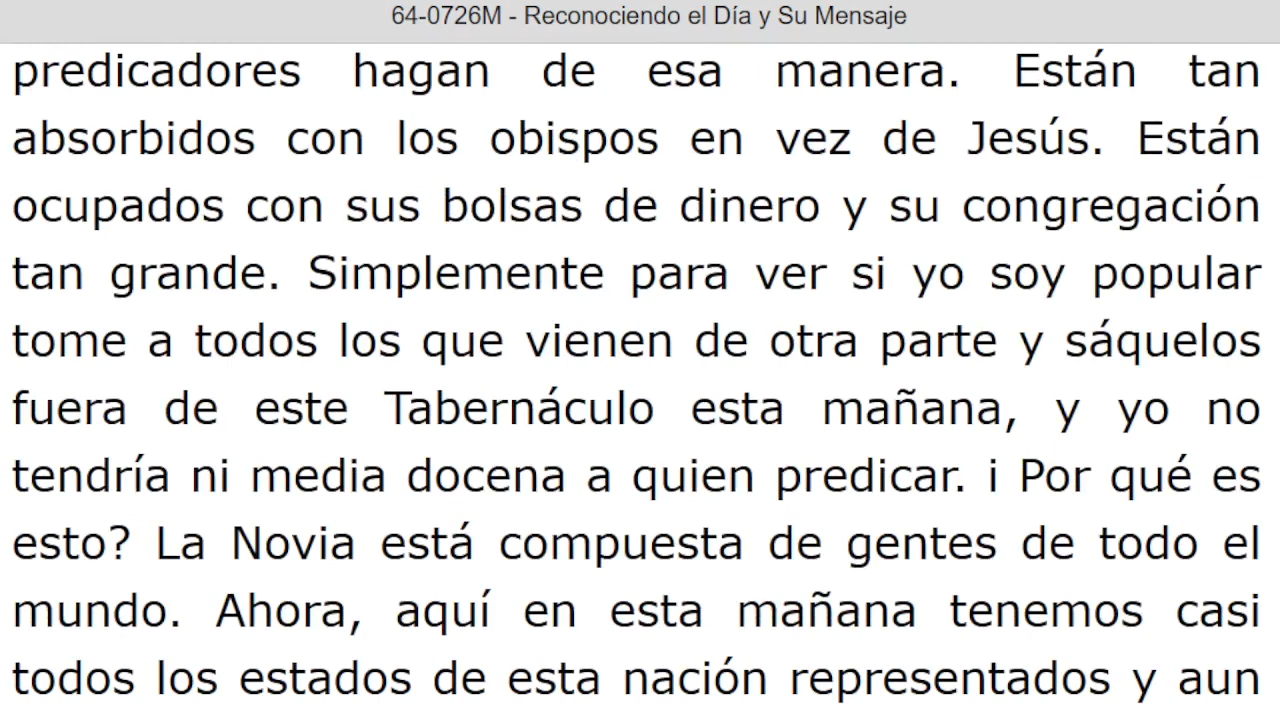 64-0726M - Reconociendo el Día y Su Mensaje
predicadores hagan de esa manera. Están tan
absorbidos con los obispos en vez de Jesús. Están
ocupados con sus bolsas de dinero y su congregación
tan grande. Simplemente para ver si yo soy popular
tome a todos los que vienen de otra parte y sáquelos
fuera de este Tabernáculo esta mañana, y yo no
tendría ni media docena a quien predicar. i Por qué es
esto? La Novia está compuesta de gentes de todo el
mundo. Ahora, aquí en esta mañana tenemos casi
todos los estados de esta nación representados y aun